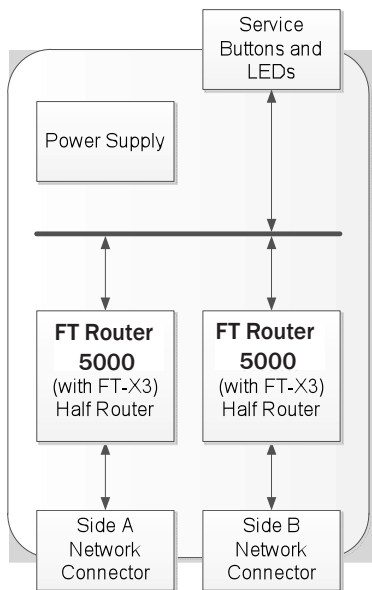 Service
Buttons and
LEDs
Power Supply
FT Router
5000
(with FT-X3)
Half Router
FT Router
5000
(with FT-X3)
Half Router
Side A
Network
Connector
Side B
Network
Connector